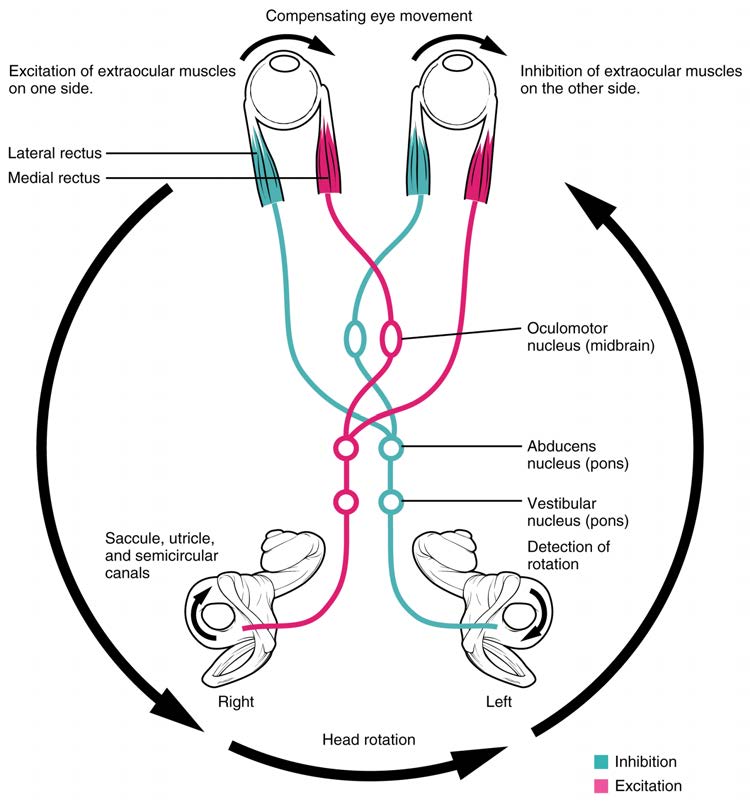 Compensating eye movement
Excitation of extraocular muscles
on one side.
Inhibition of extraocular muscles
on the other side.
Lateral rectus
Medial rectus
Oculomotor
nucleus (midbrain)
Abducens
nucleus (pons)
Vestibular
nucleus (pons)
Saccule, utricle,
and semicircular
canals
Detection of
rotation
Right
Left
Head rotation
Inhibition
Excitation